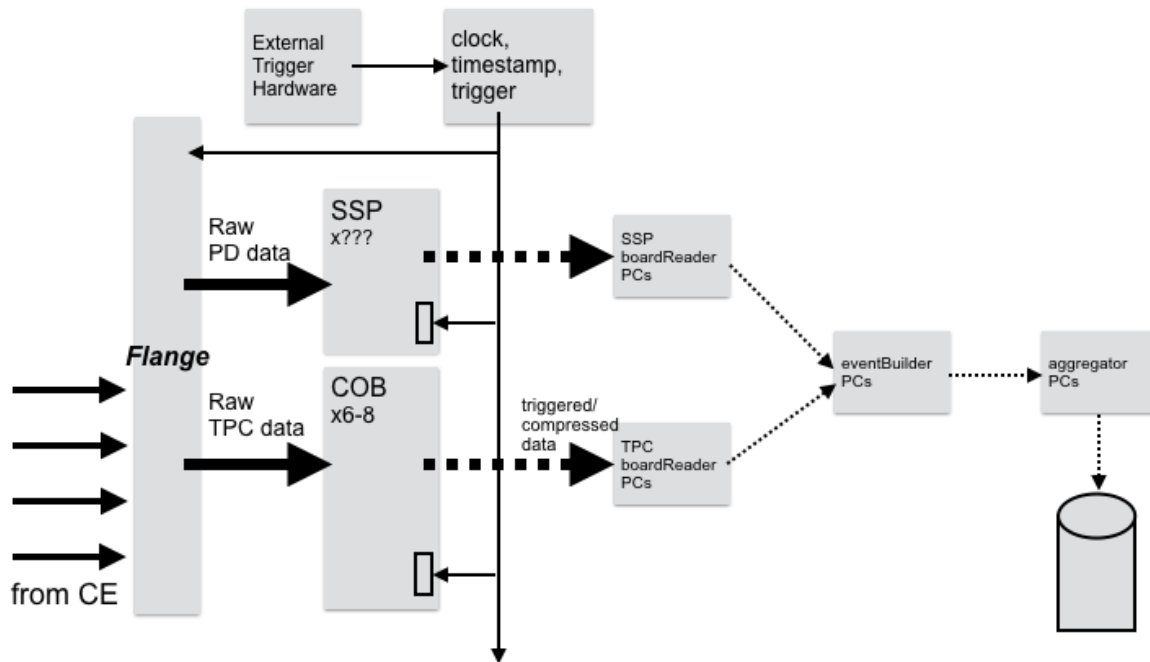 External
Trigger
Hardware
clock,
timestamp,
trigger
Raw
PD data
SSP
x???
SSP
boardReader
PCs
Flange
eventBuilder
PCs
aggregator
PCs
Raw
TPC data
COB
x6-8
triggered/
compressed
data
TPC
boardReader
PCs
from CE